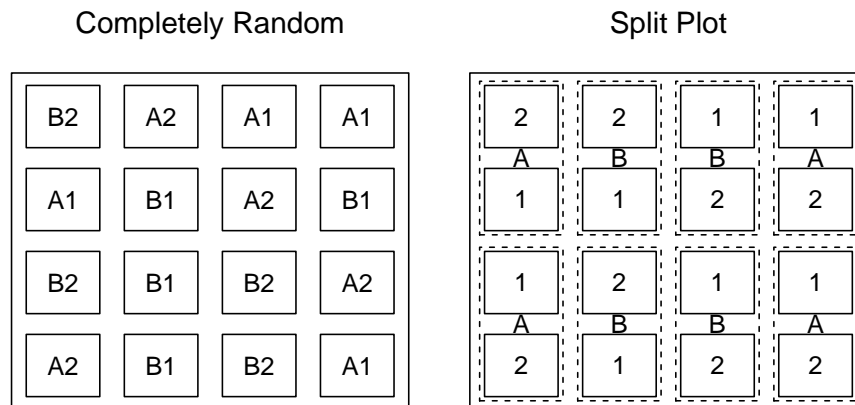 Completely Random
B2 A2 A1 A1
A1 B1 A2 B1
B2 B1 B2 A2
A2 B1 B2 A1
Split Plot
2 2 1 1
A B B A
1 1 2 2
1 2 1 1
A B B A
2 1 2 2